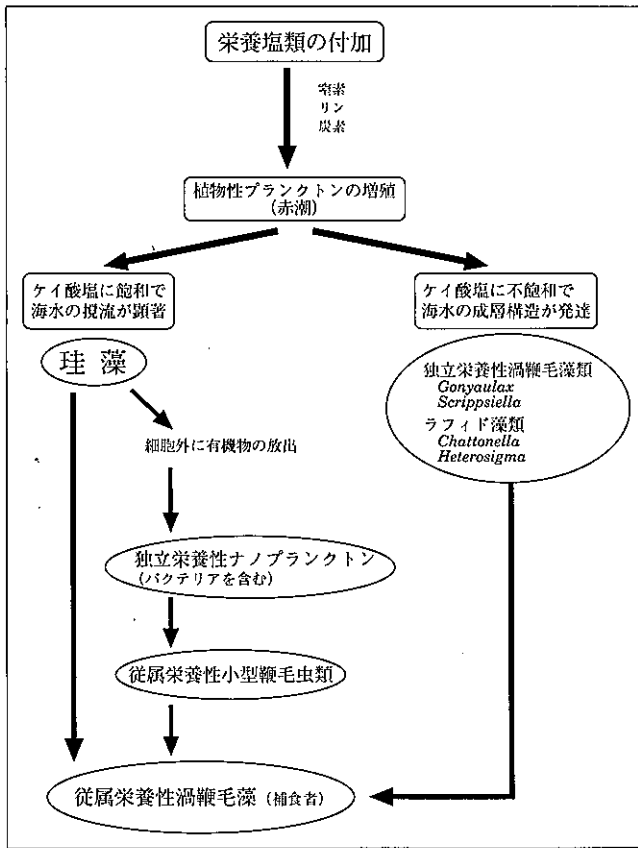 栄養塩類の付加
窒素
リン
炭素
植物性プランクトンの増殖
(赤潮)
ケイ酸塩に飽和で
海水の撹流が顕著
ケイ酸塩に不飽和で
海水の成層構造が発達
珪藻
独立栄養性渦鞭毛藻類
Gonyaulax
Scrippsiella
ラフィド藻類
Chattonella
Heterosigma
細胞外に有機物の放出
独立栄養性ナノプランクトン
(バクテリアを含む)
従属栄養性小型鞭毛虫類
従属栄養性渦鞭毛藻 (補食者)